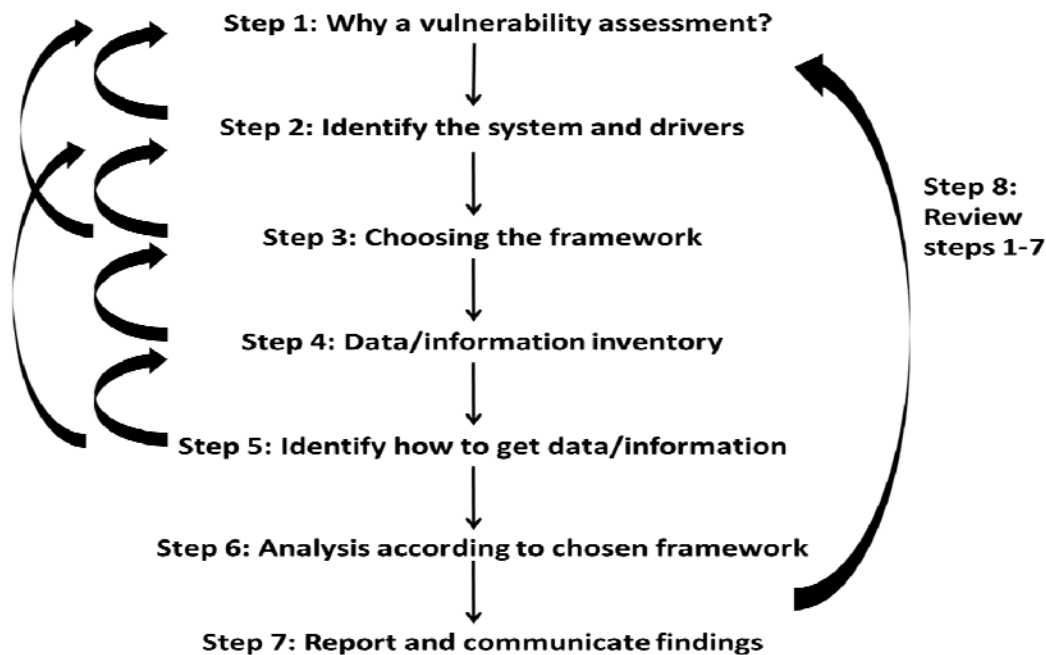 Step 1: Why a vulnerability assessment?
Step 2: Identify the system and drivers
Step 3: Choosing the framework
Step 4: Data/information inventory
Step 5: Identify how to get data/information
Step 6: Analysis according to chosen framework
Step 7: Report and communicate findings
Step 8:
Review
steps 1-7